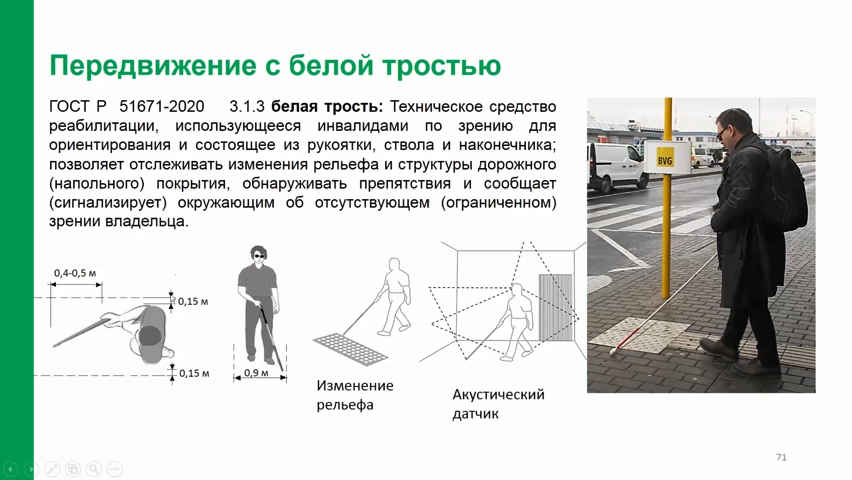 Передвижение с белой тростью
ГОСТ Р 51671-2020 3.1.3 белая трость: Техническое средство
реабилитации, использующееся инвалидами по зрению для
ориентирования и состоящее из рукоятки, ствола и наконечника;
позволяет отслеживать изменения рельефа и структуры дорожного
(напольного) покрытия, обнаруживать препятствия и сообщает
(сигнализирует) окружающим об отсутствующем (ограниченном)
зрении владельца.
BVG
0,4-0,5 м
0,15 м
0,15 м
0,9 м
Изменение
рельефа
Акустический
датчик
71